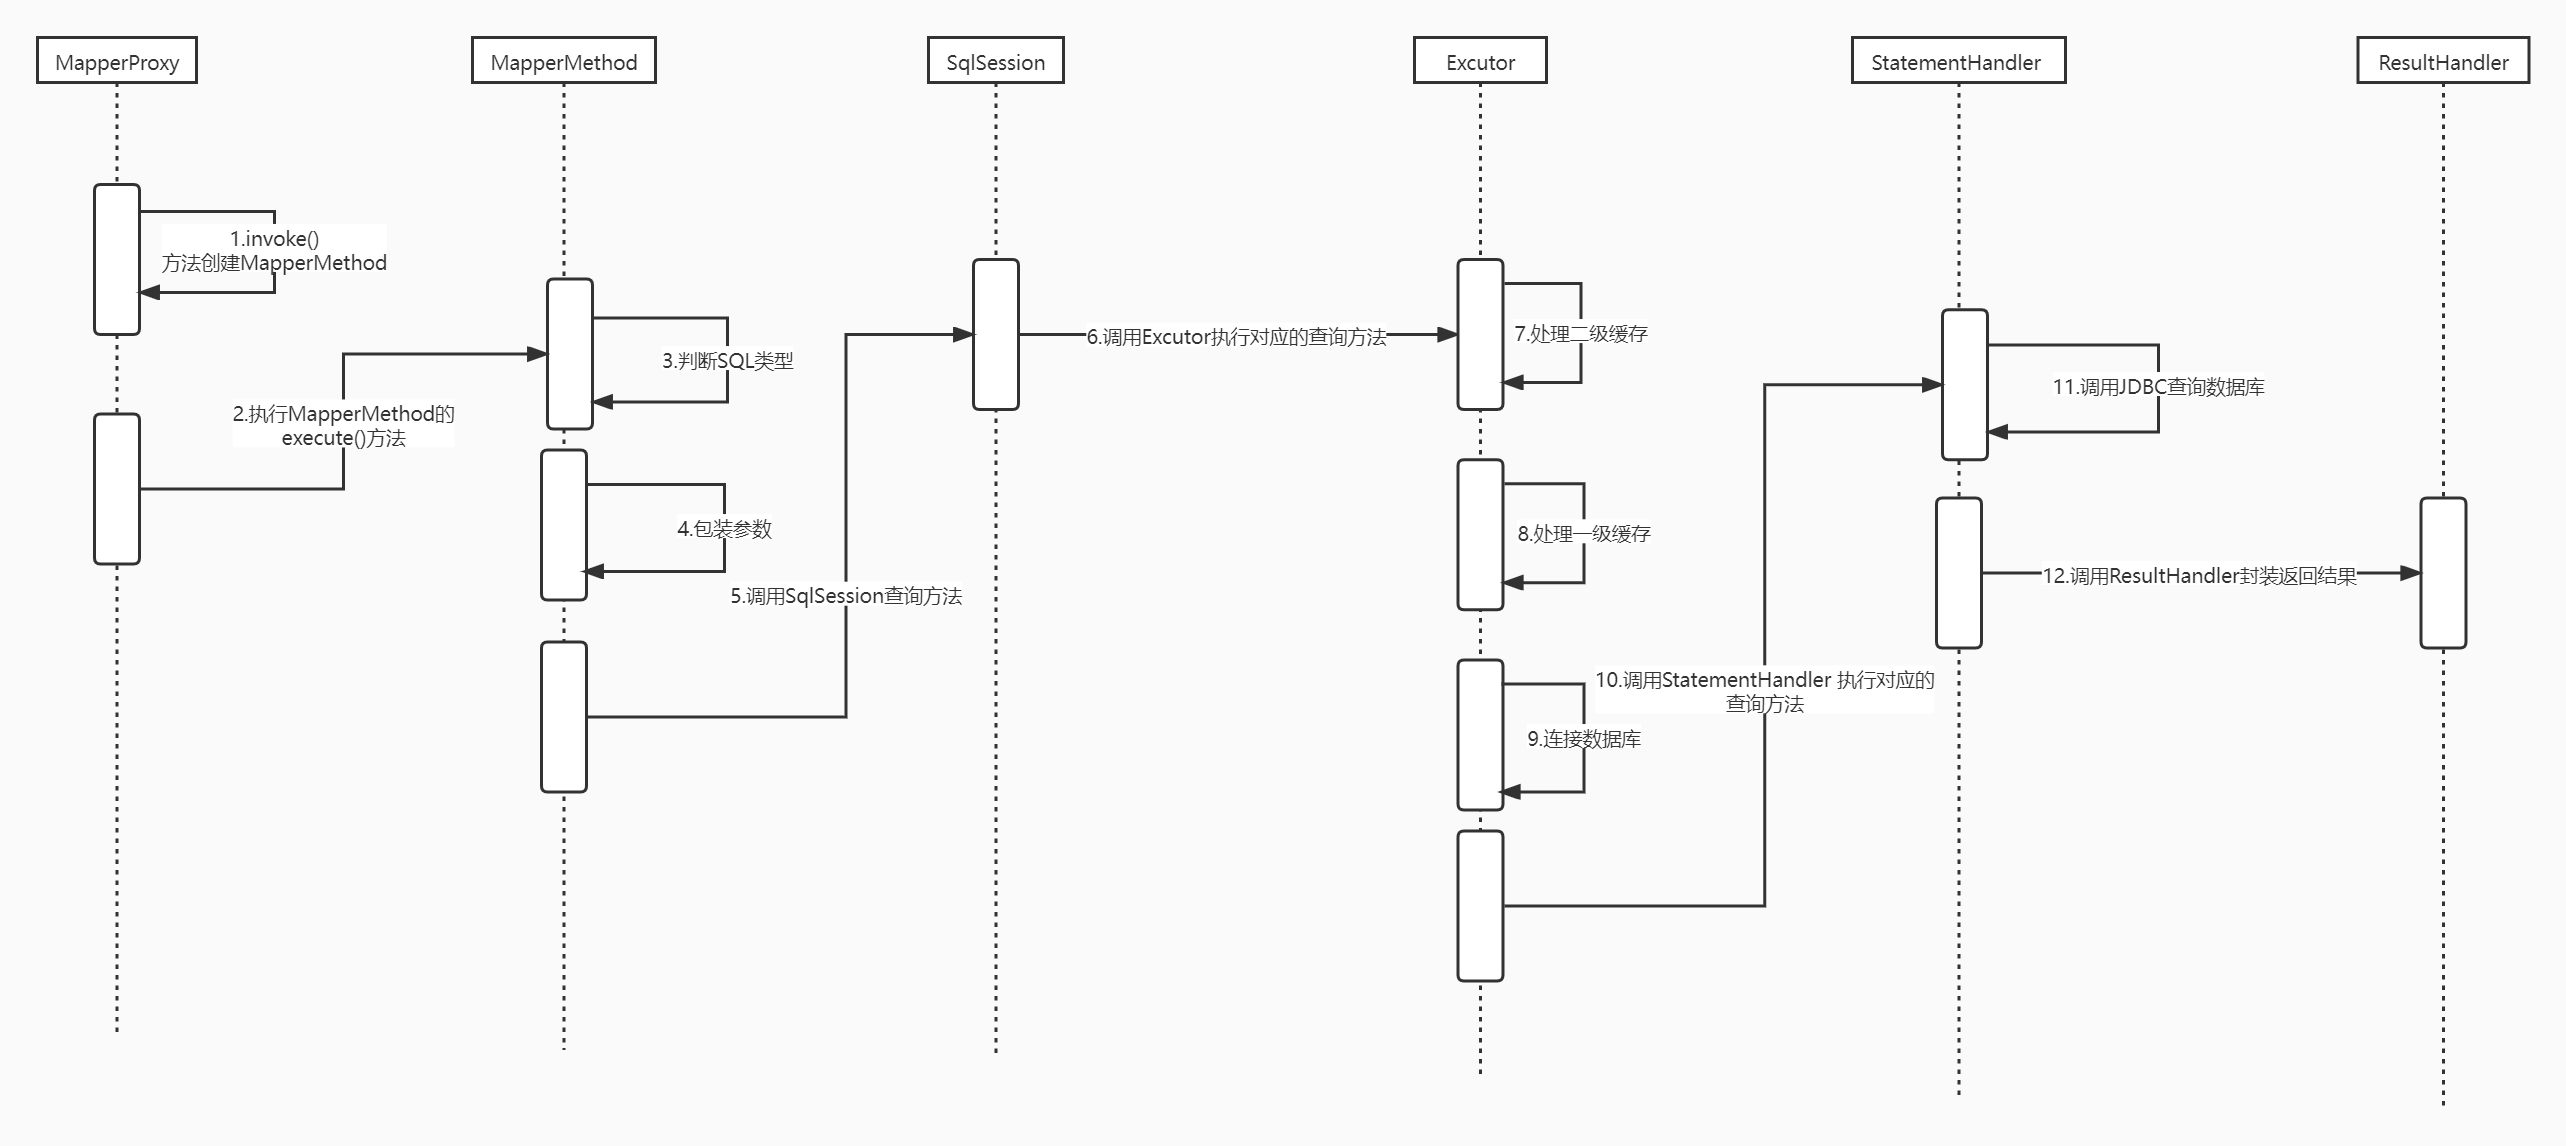 MapperProxy
MapperMethod
SqlSession
Excutor
StatementHandler
ResultHandler
1.invoke()
方法创建MapperMethod
2.执行MapperMethod的
execute()方法
3.判断SQL类型
4.包装参数
5.调用SqlSession查询方法
6.调用Excutor执行对应的查询方法
7.处理二级缓存
8.处理一级缓存
9.连接数据库
10.调用StatementHandler 执行对应的
查询方法
11.调用JDBC查询数据库
12.调用ResultHandler封装返回结果